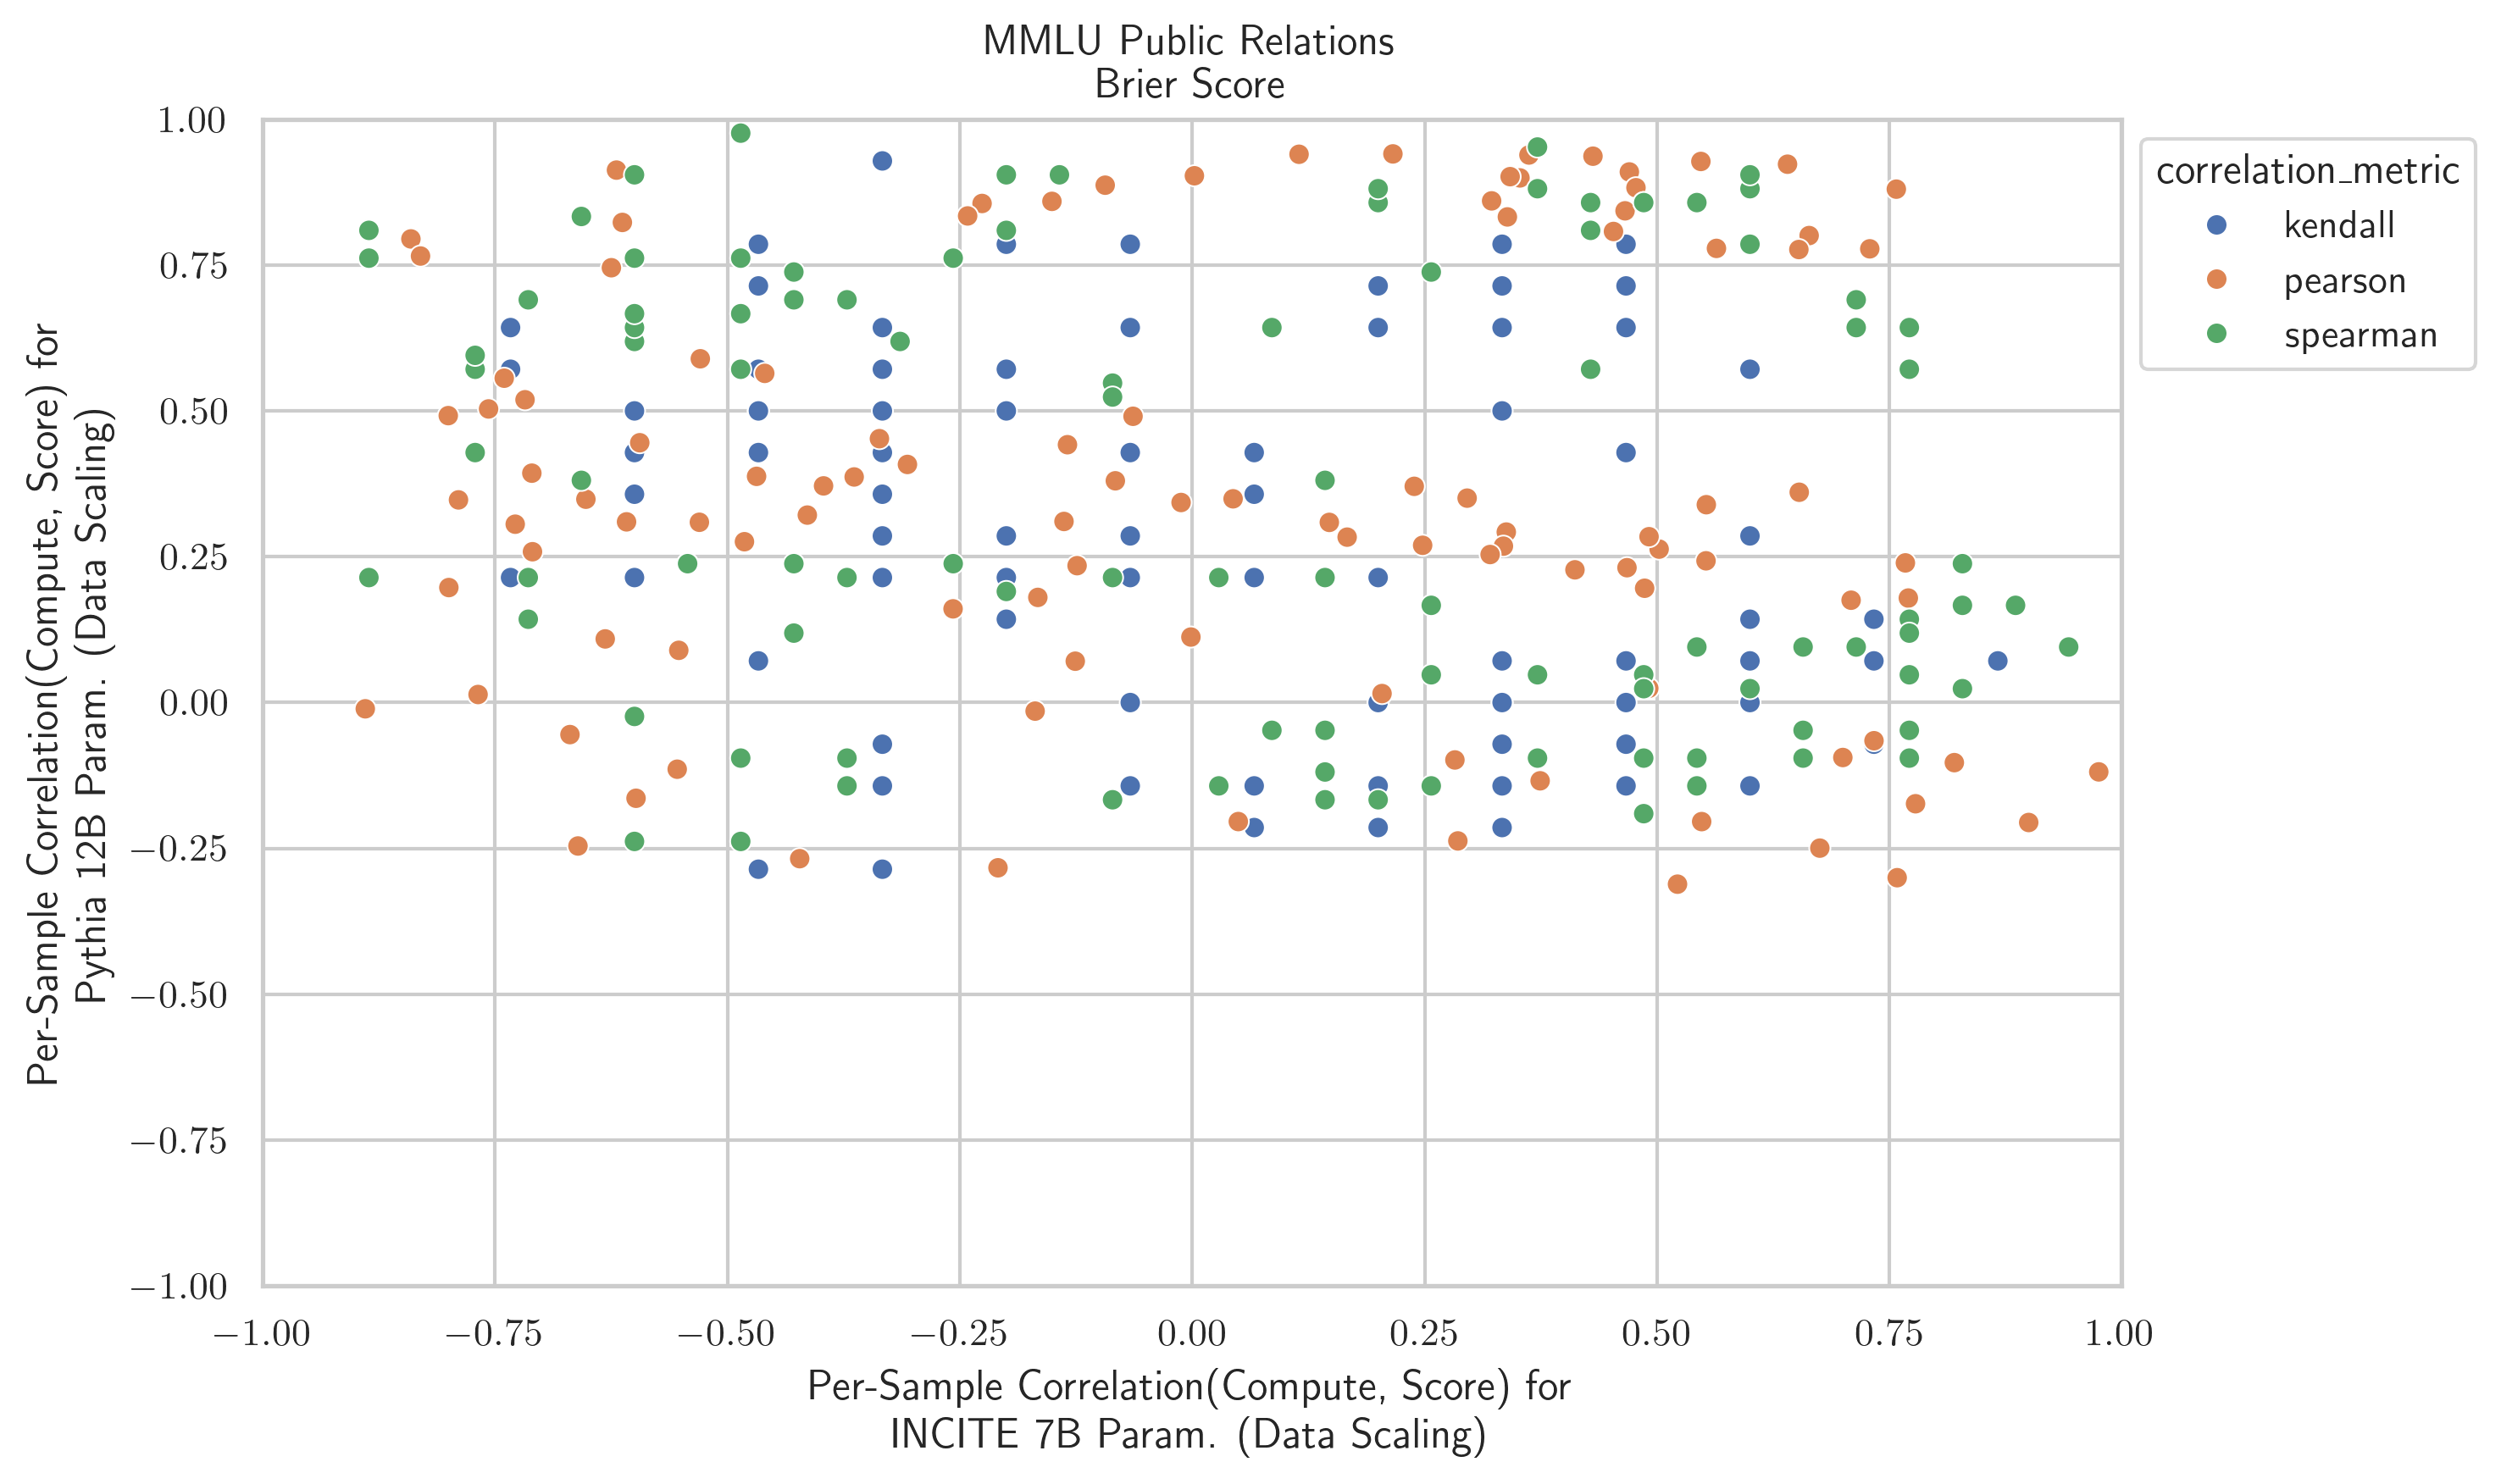 MMLU Public Relations
Brier Score
Per-Sample Correlation(Compute, Score) for
Pythia 12B Param. (Data Scaling)
1.00
0.75
0.50
0.25
0.00
−0.25
−0.50
−0.75
−1.00
−1.00
−0.75
−0.50
−0.25
0.00
0.25
0.50
0.75
1.00
Per-Sample Correlation(Compute, Score) for
INCITE 7B Param. (Data Scaling)
correlation_metric
kendall
pearson
spearman